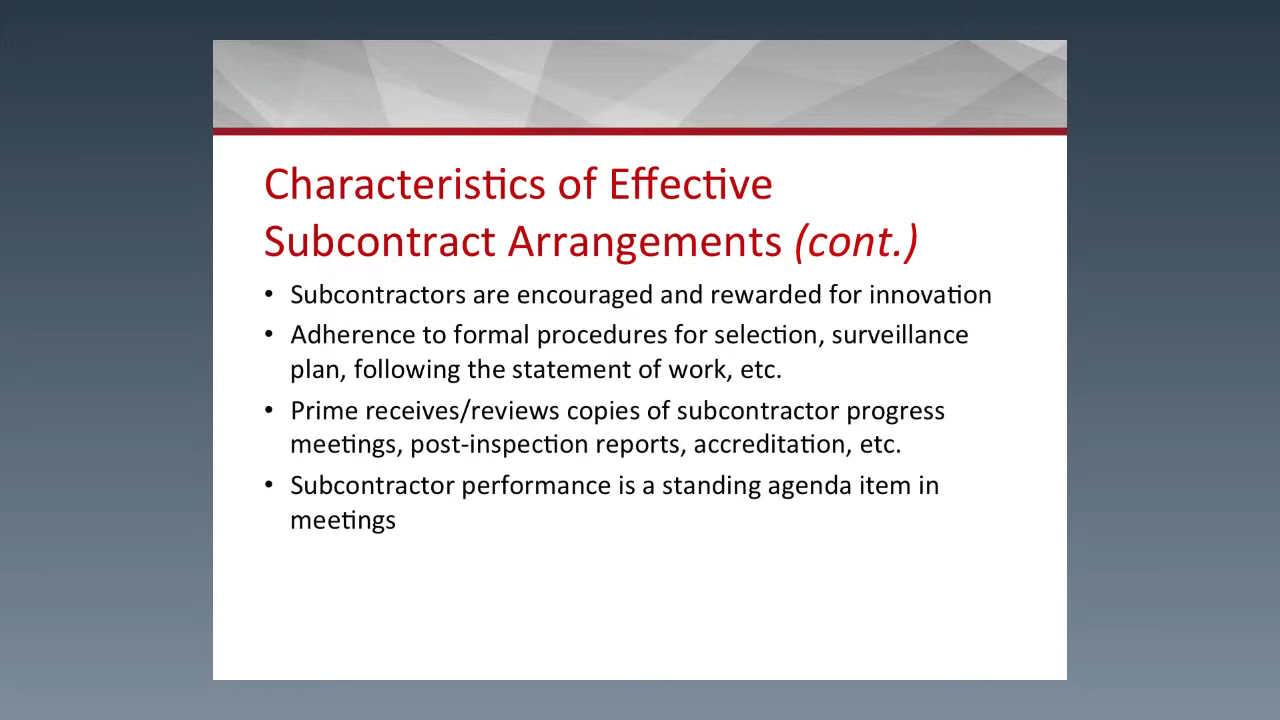 Characteristics of Effective
Subcontract Arrangements (cont.)
• Subcontractors are encouraged and rewarded for innovation
• Adherence to formal procedures for selection, surveillance
plan, following the statement of work, etc.
• Prime receives/reviews copies of subcontractor progress
meetings, post-inspection reports, accreditation, etc.
• Subcontractor performance is a standing agenda item in
meetings